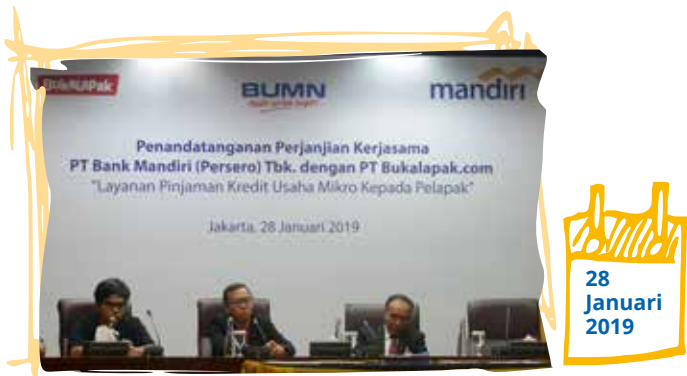 BukaLapak
BUMN
mandiri
Penandatanganan Perjanjian Kerjasama
PT Bank Mandiri (Persero) Tbk. dengan PT Bukalapak.com
"Layanan Pinjaman Kredit Usaha Mikro Kepada Pelapak"
Jakarta, 28 Januari 2019
28
Januari
2019